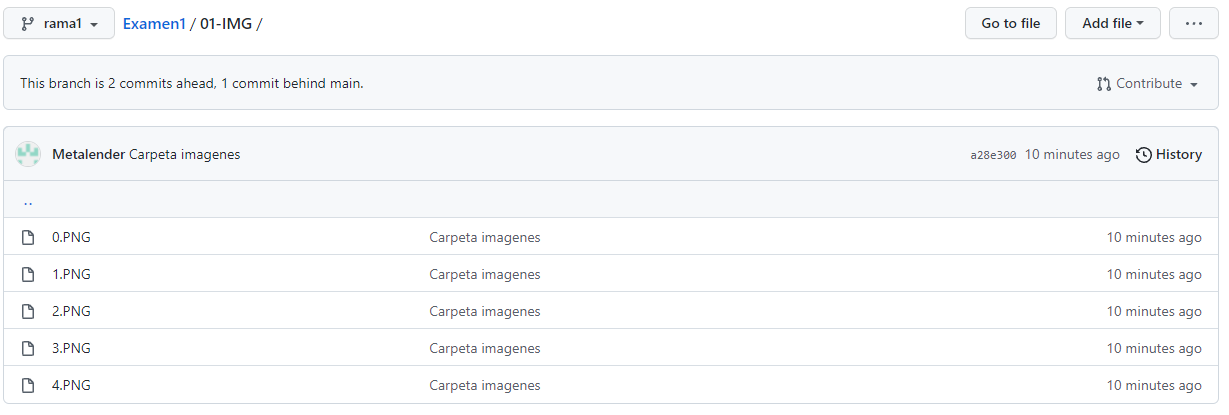 rama1 Examen1 / 01-IMG / Go to file Add file ...
This branch is 2 commits ahead, 1 commit behind main. Contribute
Metalender Carpeta imagenes a28e300 10 minutes ago History
..
0.PNG Carpeta imagenes 10 minutes ago
1.PNG Carpeta imagenes 10 minutes ago
2.PNG Carpeta imagenes 10 minutes ago
3.PNG Carpeta imagenes 10 minutes ago
4.PNG Carpeta imagenes 10 minutes ago